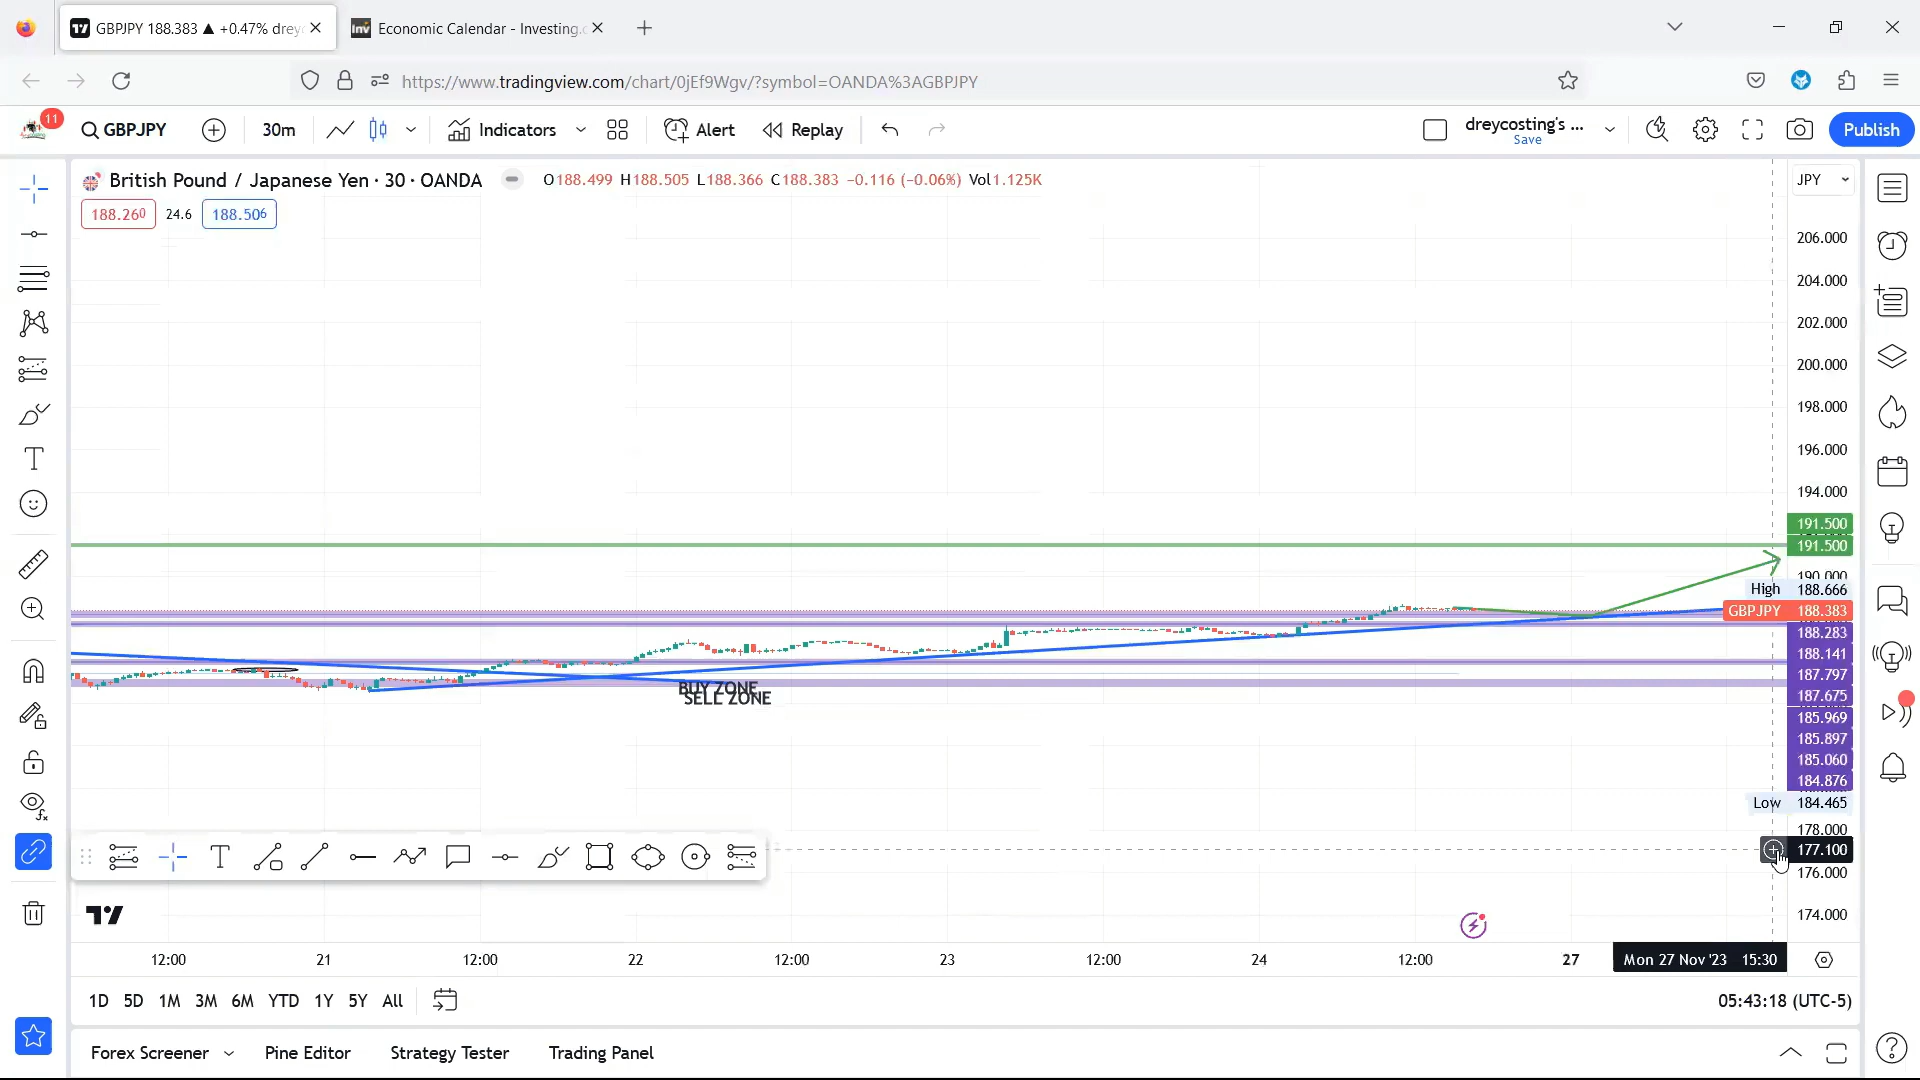 GBPJPY 188.383 ▲ +0.47% drey
Economic Calendar - Investing.c
https://www.tradingview.com/chart/0jEf9Wgv/?symbol=OANDA%3AGBPJPY
11
GBPJPY
30m
Indicators
Alert
Replay
dreycosting's ...
Save
Publish
British Pound / Japanese Yen · 30 · OANDA
O188.499 H188.505 L188.366 C188.383 −0.116 (−0.06%) Vol1.125K
JPY
188.260 24.6 188.506
206.000
204.000
202.000
200.000
198.000
196.000
194.000
191.500
191.500
190.000
High 188.666
GBPJPY 188.383
188.283
188.141
187.797
187.675
185.969
185.897
185.060
184.876
Low 184.465
178.000
177.100
176.000
174.000
BUY ZONE
SELL ZONE
12:00 21 12:00 22 12:00 23 12:00 24 12:00 27 Mon 27 Nov '23 15:30
1D 5D 1M 3M 6M YTD 1Y 5Y All
05:43:18 (UTC-5)
Forex Screener Pine Editor Strategy Tester Trading Panel